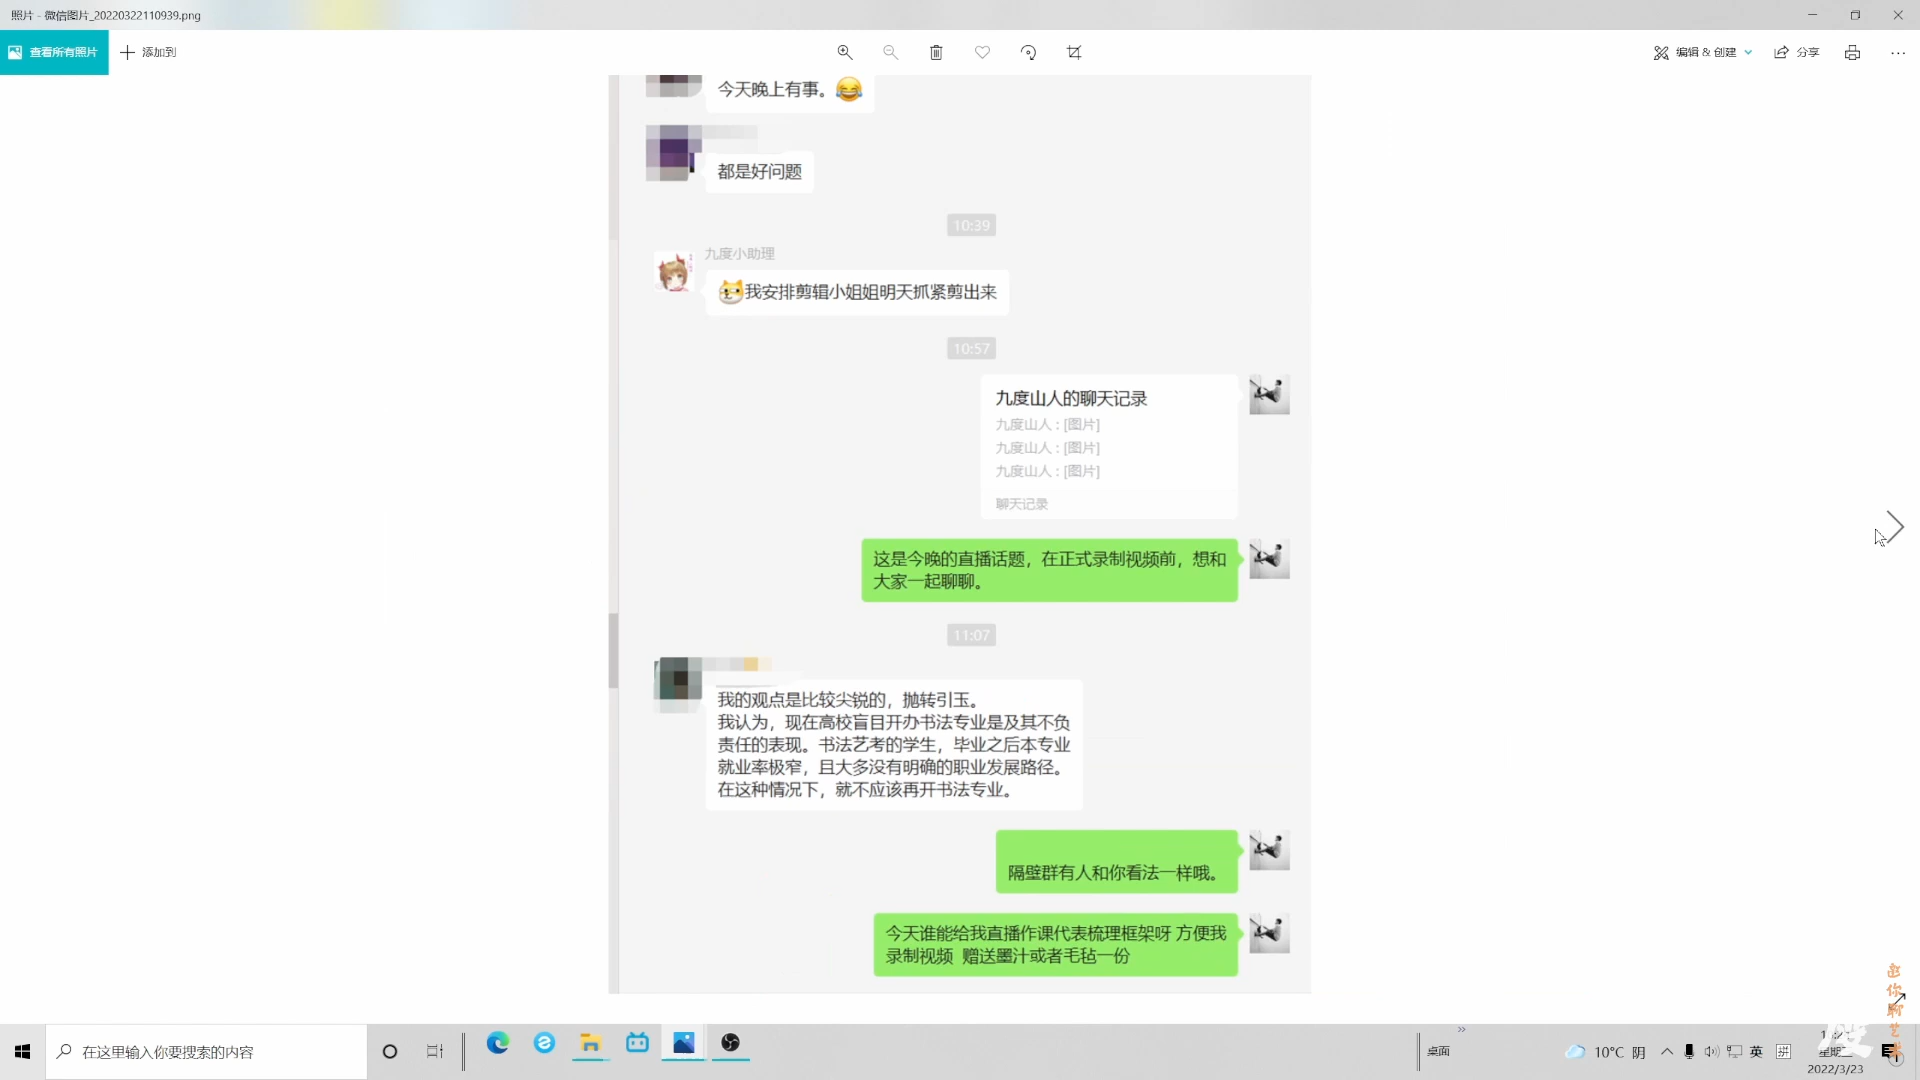 照片 - 微信图片_20220322110939.png
查看所有照片
添加到
编辑 & 创建
分享
今天晚上有事。😂
都是好问题
10:39
九度小助理
我安排剪辑小姐姐明天抓紧剪出来
10:57
九度山人的聊天记录
九度山人 : [图片]
九度山人 : [图片]
九度山人 : [图片]
聊天记录
这是今晚的直播话题，在正式录制视频前，想和
大家一起聊聊。
11:07
我的观点是比较尖锐的，抛转引玉。
我认为，现在高校盲目开办书法专业是及其不负
责任的表现。书法艺考的学生，毕业之后本专业
就业率极窄，且大多没有明确的职业发展路径。
在这种情况下，就不应该再开书法专业。
隔壁群有人和你看法一样哦。
今天谁能给我直播作课代表梳理框架呀 方便我
录制视频  赠送墨汁或者毛毡一份
在这里输入你要搜索的内容
桌面
10°C 阴
英
拼
2022/3/23